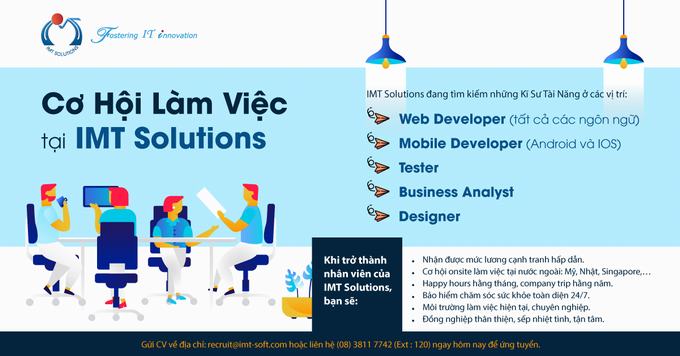 IMT SOLUTIONS
Fostering IT innovation
Cơ Hội Làm Việc
tại IMT Solutions
IMT Solutions đang tìm kiếm những Kĩ Sư Tài Năng ở các vị trí:
Web Developer (tất cả các ngôn ngữ)
Mobile Developer (Android và IOS)
Tester
Business Analyst
Designer
Khi trở thành
nhân viên của
IMT Solutions,
bạn sẽ:
• Nhận được mức lương cạnh tranh hấp dẫn.
• Cơ hội onsite làm việc tại nước ngoài: Mỹ, Nhật, Singapore,…
• Happy hours hằng tháng, company trip hằng năm.
• Bảo hiểm chăm sóc sức khỏe toàn diện 24/7.
• Môi trường làm việc hiện tại, chuyên nghiệp.
• Đồng nghiệp thân thiện, sếp nhiệt tình, tận tâm.
Gửi CV về địa chỉ: recruit@imt-soft.com hoặc liên hệ (08) 3811 7742 (Ext : 120) ngay hôm nay để ứng tuyển.